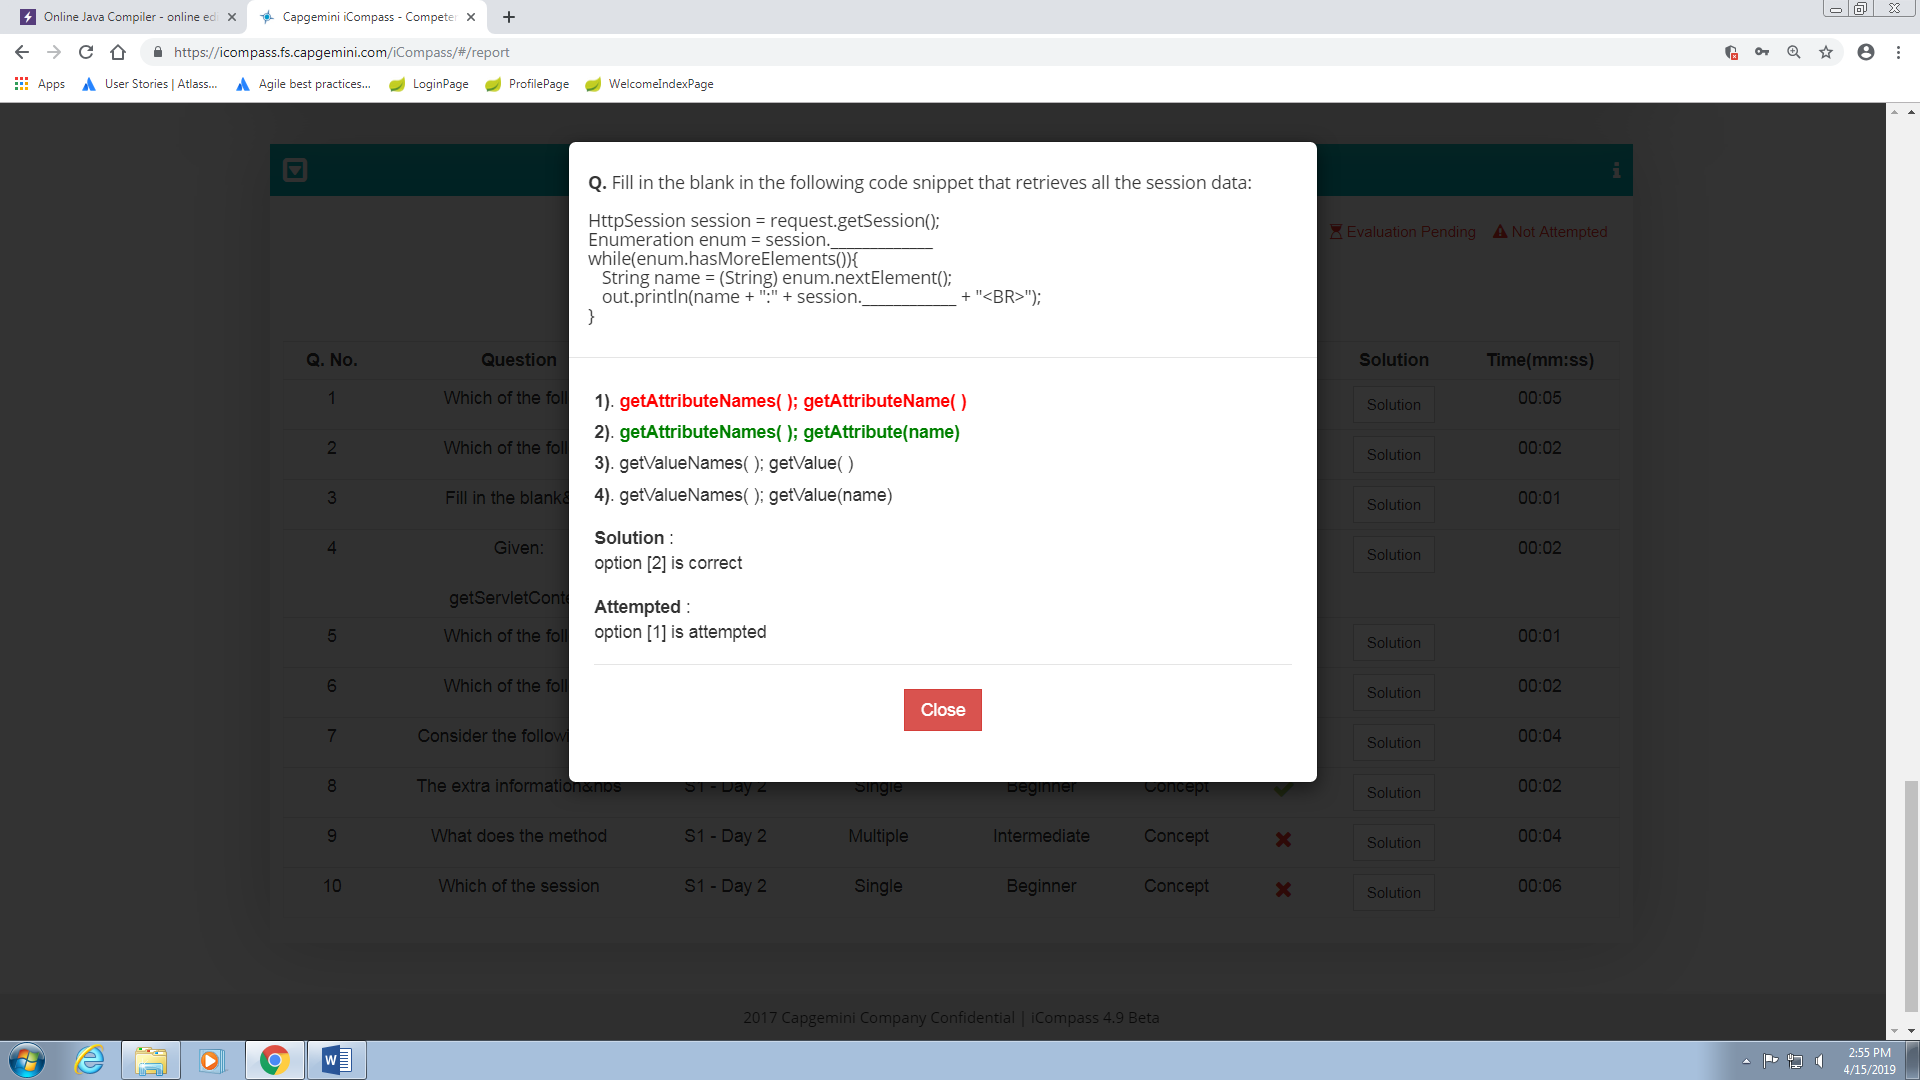 Online Java Compiler - online ed
Capgemini iCompass - Compete
https://icompass.fs.capgemini.com/iCompass/#/report
Apps
User Stories | Atlass...
Agile best practices...
LoginPage
ProfilePage
WelcomeIndexPage
Q. Fill in the blank in the following code snippet that retrieves all the session data:
HttpSession session = request.getSession();
Enumeration enum = session.____________
while(enum.hasMoreElements()){
String name = (String) enum.nextElement();
out.println(name + ":" + session.___________ + "<BR>");
}
Evaluation Pending
Not Attempted
Q. No. Question Solution Time(mm:ss)
1 Which of the foll Solution 00:05
2 Which of the foll Solution 00:02
3 Fill in the blank& Solution 00:01
4 Given: Solution 00:02
getServletConte
5 Which of the foll Solution 00:01
6 Which of the foll Solution 00:02
7 Consider the followi Solution 00:04
8 The extra information&nbs S1 - Day 2 Single Beginner Concept Solution 00:02
9 What does the method S1 - Day 2 Multiple Intermediate Concept Solution 00:04
10 Which of the session S1 - Day 2 Single Beginner Concept Solution 00:06
1). getAttributeNames( ); getAttributeName( )
2). getAttributeNames( ); getAttribute(name)
3). getValueNames( ); getValue( )
4). getValueNames( ); getValue(name)
Solution :
option [2] is correct
Attempted :
option [1] is attempted
Close
2017 Capgemini Company Confidential | iCompass 4.9 Beta
2:55 PM
4/15/2019